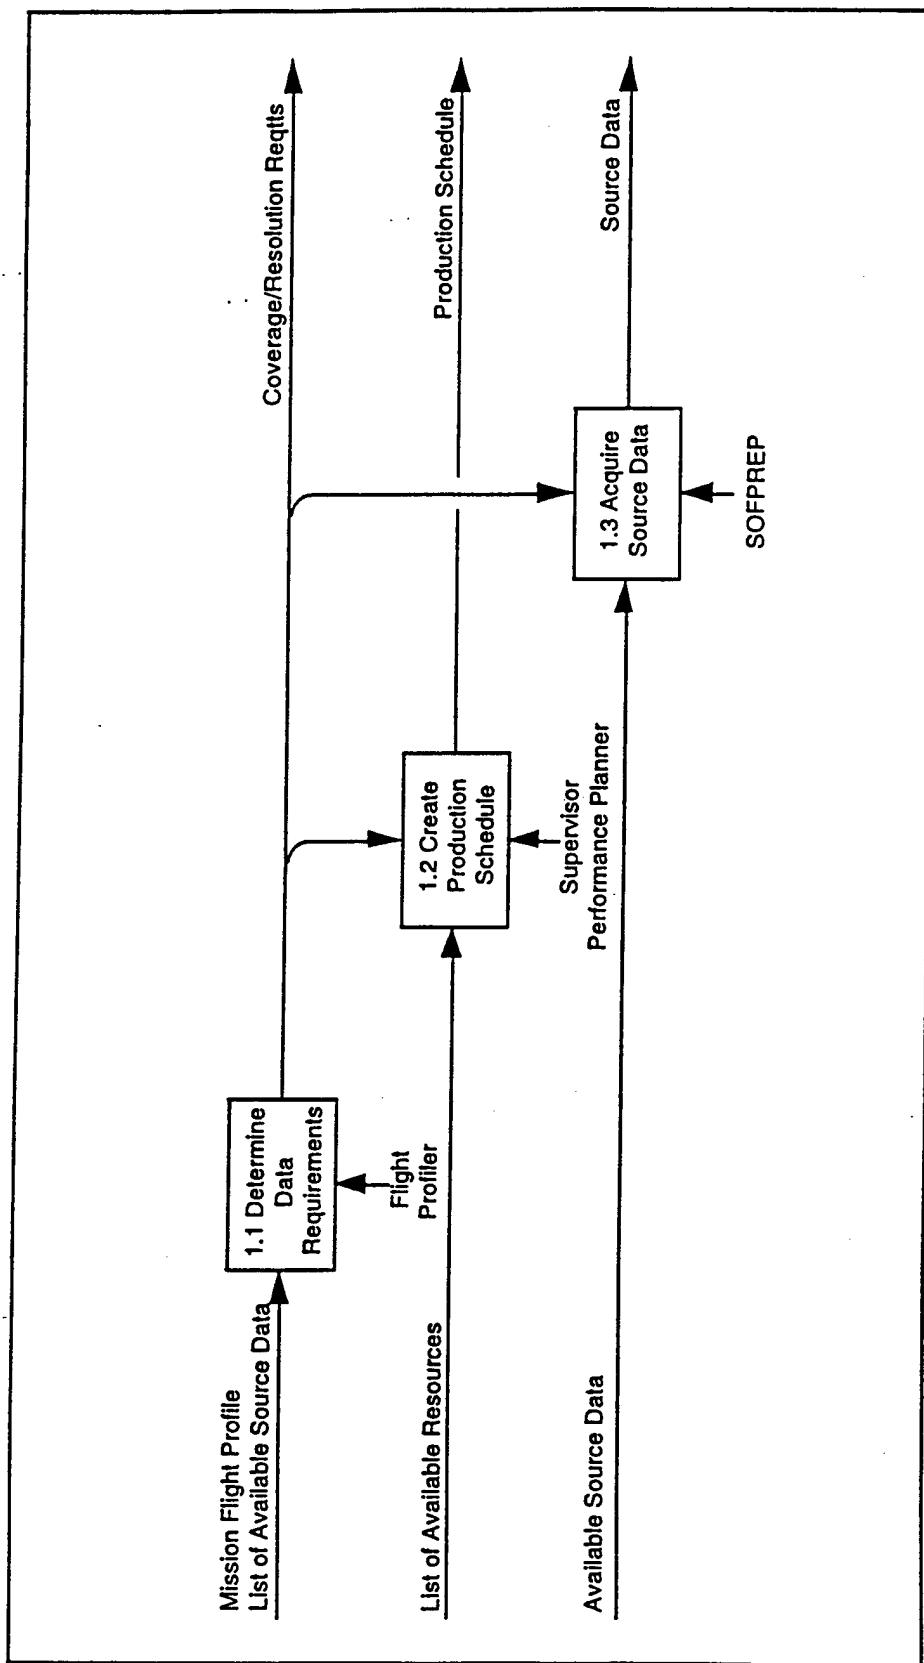 Mission Flight Profile
List of Available Source Data
1.1 Determine
Data
Requirements
Flight
Profiler
Coverage/Resolution Reqtts
List of Available Resources
1.2 Create
Production
Schedule
Supervisor
Performance Planner
Production Schedule
Available Source Data
1.3 Acquire
Source Data
SOFPREP
Source Data